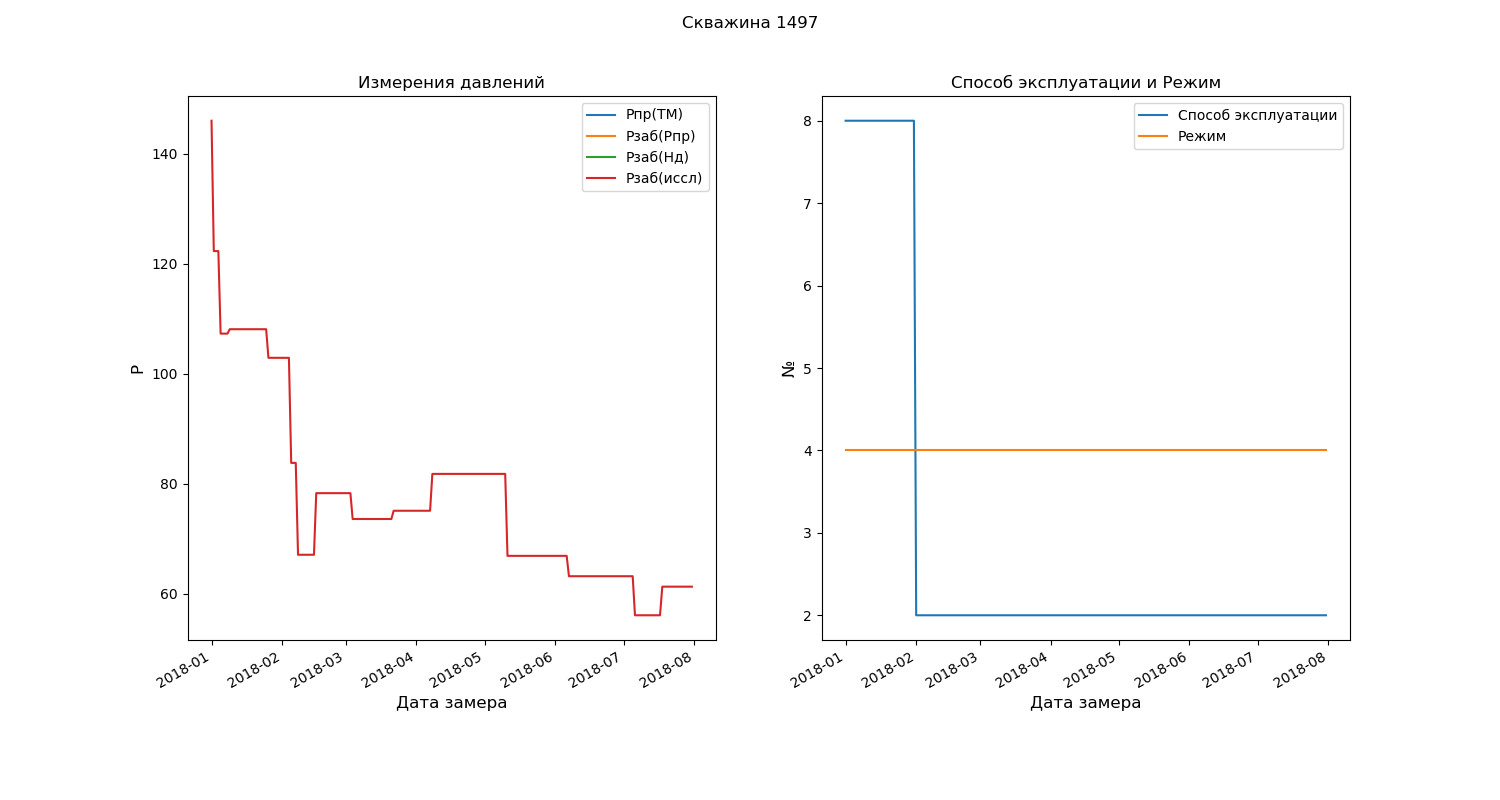 Скважина 1497
Измерения давлений
Рпр(ТМ)
Рзаб(Рпр)
Рзаб(Нд)
Рзаб(иссл)
140
120
100
80
60
Р
2018-01
2018-02
2018-03
2018-04
2018-05
2018-06
2018-07
2018-08
Дата замера
Способ эксплуатации и Режим
Способ эксплуатации
Режим
8
7
6
5
4
3
2
№
2018-01
2018-02
2018-03
2018-04
2018-05
2018-06
2018-07
2018-08
Дата замера